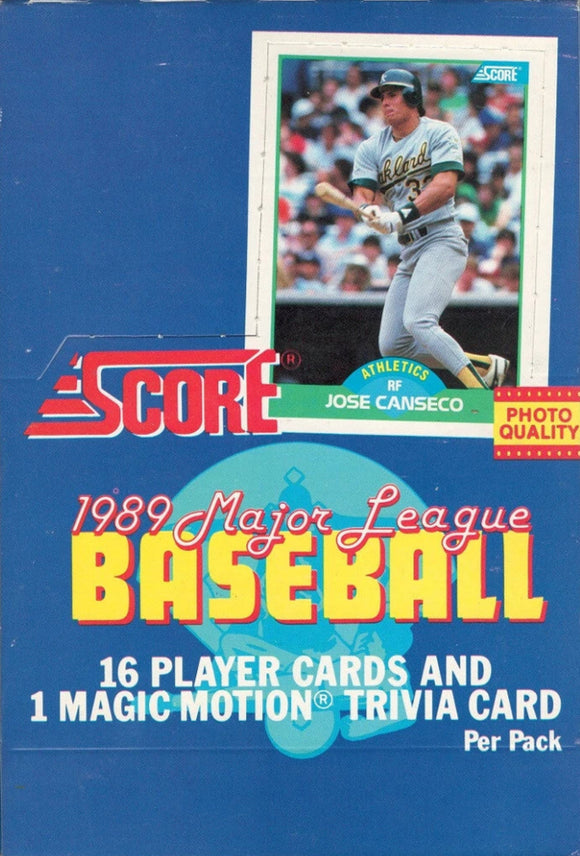 SCORE
Oakland
33
ATHLETICS
RF
JOSE CANSECO
SCORE®
PHOTO
QUALITY
1989 Major League
BASEBALL
16 PLAYER CARDS AND
1 MAGIC MOTION® TRIVIA CARD
Per Pack